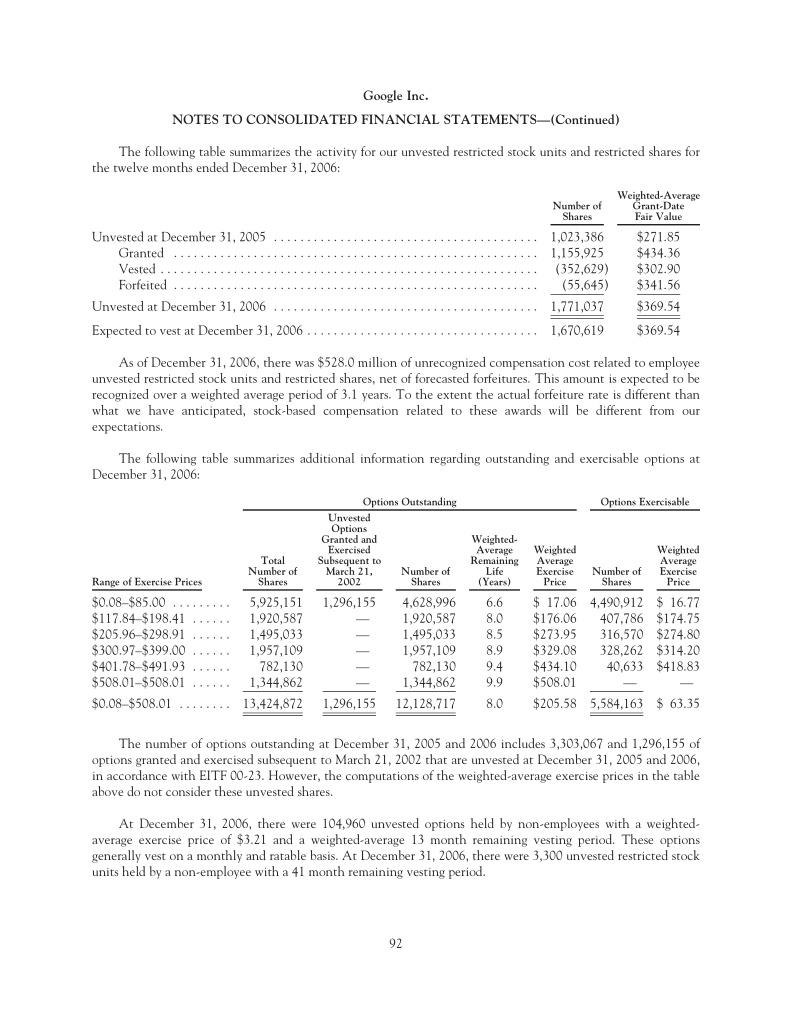 Google Inc.
NOTES TO CONSOLIDATED FINANCIAL STATEMENTS—(Continued)
The following table summarizes the activity for our unvested restricted stock units and restricted shares for
the twelve months ended December 31, 2006:
Number of Shares Weighted-Average Grant-Date Fair Value
Unvested at December 31, 2005 ........................................ 1,023,386 $271.85
Granted ....................................................... 1,155,925 $434.36
Vested ......................................................... (352,629) $302.90
Forfeited ....................................................... (55,645) $341.56
Unvested at December 31, 2006 ........................................ 1,771,037 $369.54
Expected to vest at December 31, 2006 ................................... 1,670,619 $369.54
As of December 31, 2006, there was $528.0 million of unrecognized compensation cost related to employee
unvested restricted stock units and restricted shares, net of forecasted forfeitures. This amount is expected to be
recognized over a weighted average period of 3.1 years. To the extent the actual forfeiture rate is different than
what we have anticipated, stock-based compensation related to these awards will be different from our
expectations.
The following table summarizes additional information regarding outstanding and exercisable options at
December 31, 2006:
Options Outstanding Options Exercisable
Range of Exercise Prices Total Number of Shares Unvested Options Granted and Exercised Subsequent to March 21, 2002 Number of Shares Weighted-Average Remaining Life (Years) Weighted Average Exercise Price Number of Shares Weighted Average Exercise Price
$0.08–$85.00 ......... 5,925,151 1,296,155 4,628,996 6.6 $ 17.06 4,490,912 $ 16.77
$117.84–$198.41 ...... 1,920,587 — 1,920,587 8.0 $176.06 407,786 $174.75
$205.96–$298.91 ...... 1,495,033 — 1,495,033 8.5 $273.95 316,570 $274.80
$300.97–$399.00 ...... 1,957,109 — 1,957,109 8.9 $329.08 328,262 $314.20
$401.78–$491.93 ...... 782,130 — 782,130 9.4 $434.10 40,633 $418.83
$508.01–$508.01 ...... 1,344,862 — 1,344,862 9.9 $508.01 — —
$0.08–$508.01 ........ 13,424,872 1,296,155 12,128,717 8.0 $205.58 5,584,163 $ 63.35
The number of options outstanding at December 31, 2005 and 2006 includes 3,303,067 and 1,296,155 of
options granted and exercised subsequent to March 21, 2002 that are unvested at December 31, 2005 and 2006,
in accordance with EITF 00-23. However, the computations of the weighted-average exercise prices in the table
above do not consider these unvested shares.
At December 31, 2006, there were 104,960 unvested options held by non-employees with a weighted-
average exercise price of $3.21 and a weighted-average 13 month remaining vesting period. These options
generally vest on a monthly and ratable basis. At December 31, 2006, there were 3,300 unvested restricted stock
units held by a non-employee with a 41 month remaining vesting period.
92